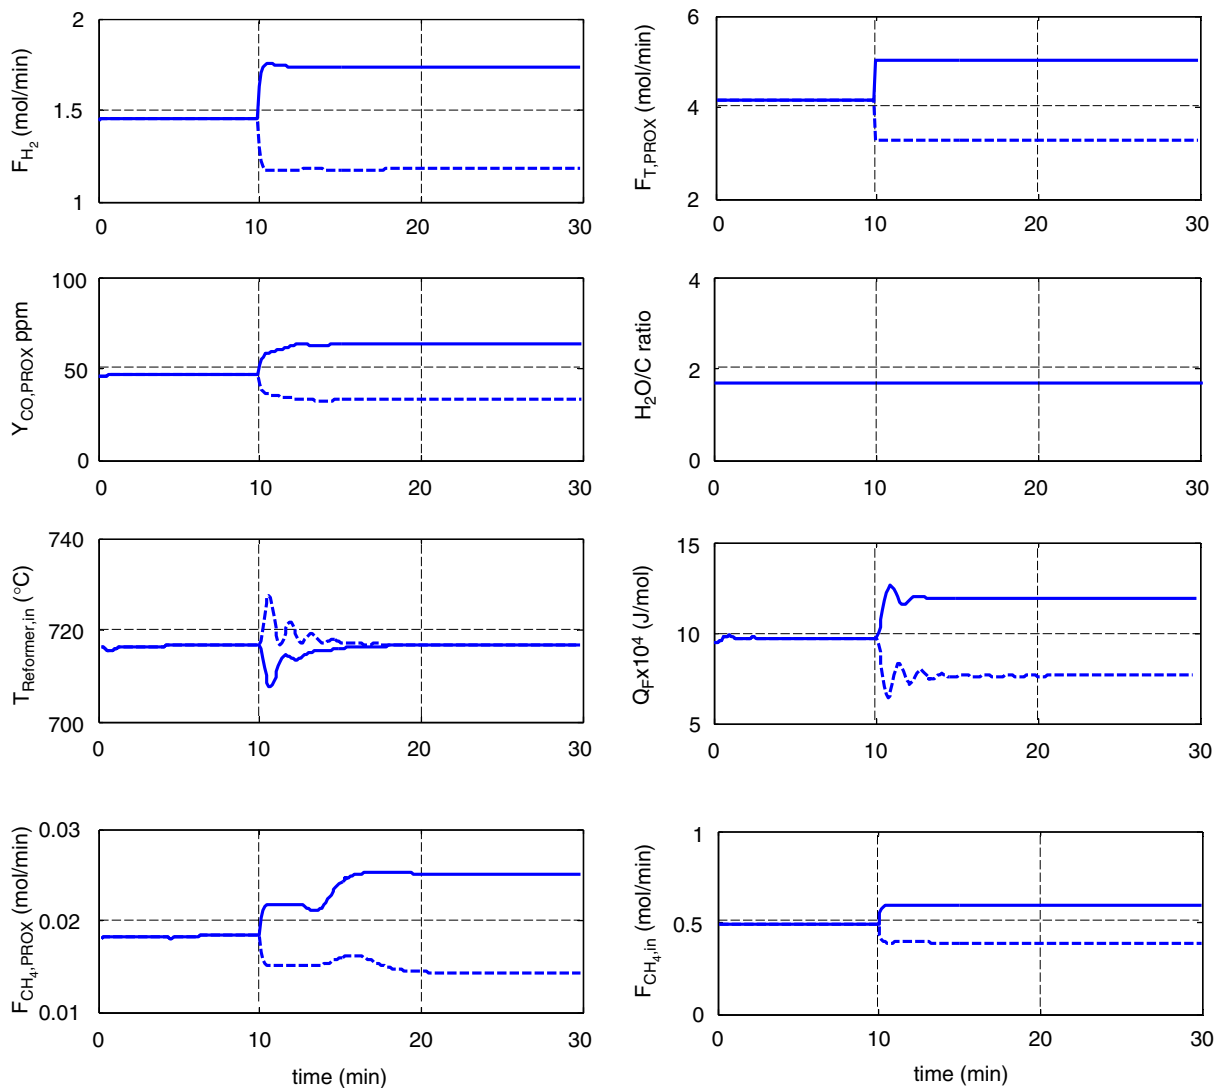 F_H₂ (mol/min)
2
1.5
1
0 10 20 30
F_T,PROX (mol/min)
6
4
2
0 10 20 30
Y_CO,PROX ppm
100
50
0
0 10 20 30
H₂O/C ratio
4
2
0
0 10 20 30
T_Reformer,in (°C)
740
720
700
0 10 20 30
Q_Fx10⁴ (J/mol)
15
10
5
0 10 20 30
F_CH₄,PROX (mol/min)
0.03
0.02
0.01
0 10 20 30
time (min)
F_CH₄,in (mol/min)
1
0.5
0
0 10 20 30
time (min)